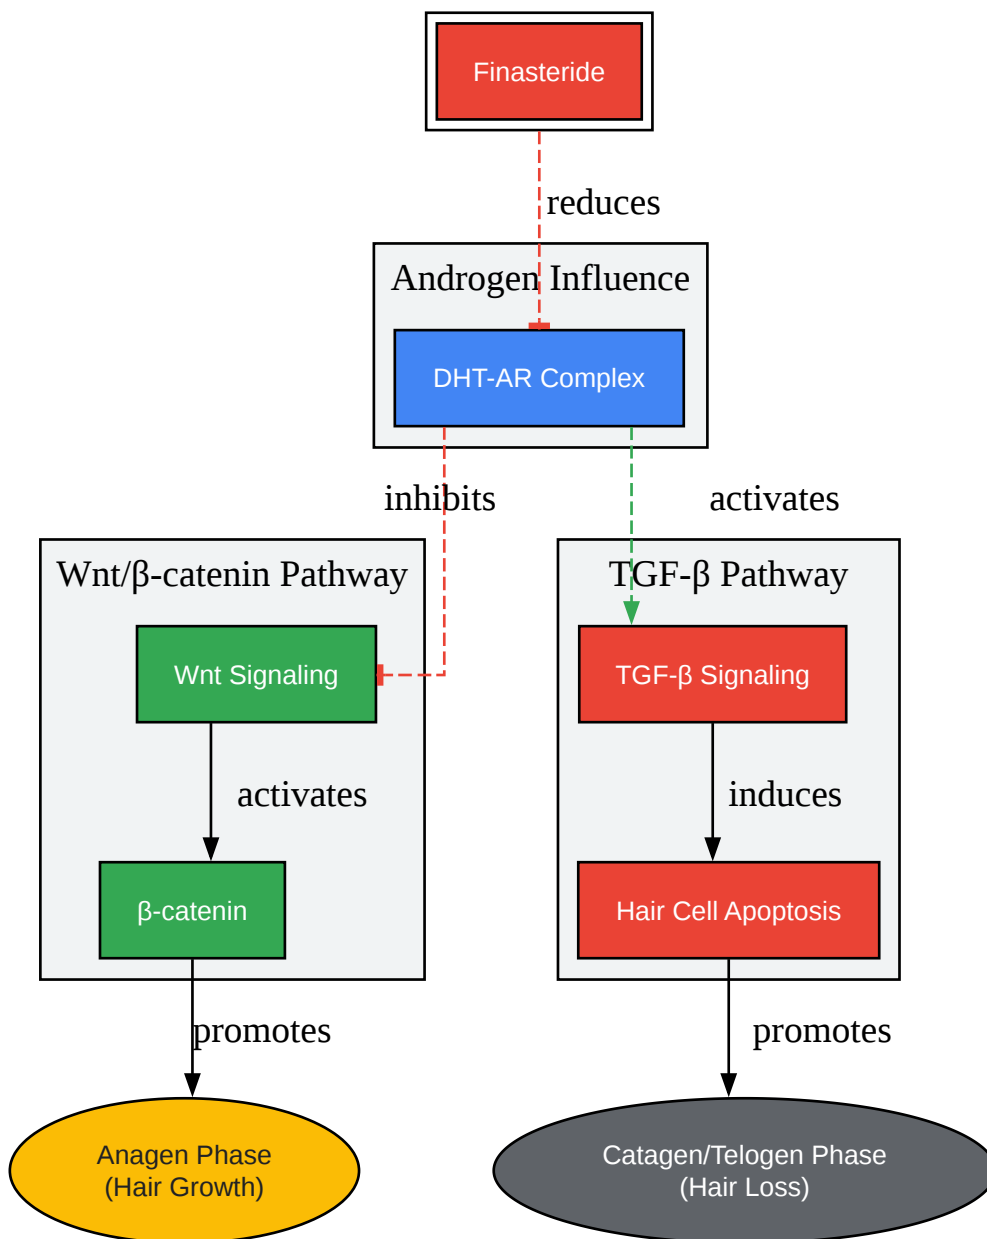 Finasteride
reduces
Androgen Influence
DHT-AR Complex
inhibits
activates
Wnt/β-catenin Pathway
TGF-β Pathway
Wnt Signaling
TGF-β Signaling
activates
induces
β-catenin
Hair Cell Apoptosis
promotes
promotes
Anagen Phase
(Hair Growth)
Catagen/Telogen Phase
(Hair Loss)